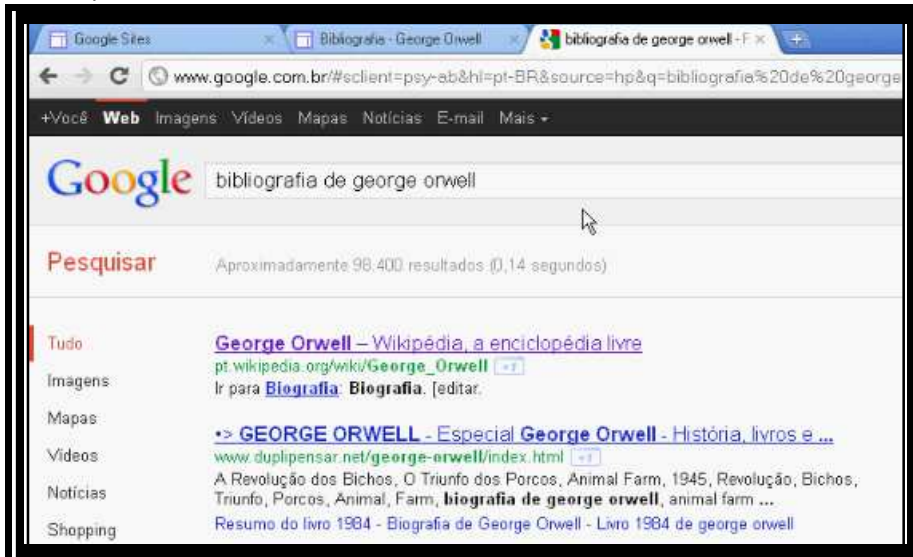 Google Sites
Bibliografia - George Orwell
bibliografia de george orwell - F
www.google.com.br/#sclient=psy-ab&hl=pt-BR&source=hp&q=bibliografia%20de%20george
+Você Web Imagens Vídeos Mapas Notícias E-mail Mais
Google bibliografia de george orwell
Pesquisar Aproximadamente 98.400 resultados (0,14 segundos)
Tudo
Imagens
Mapas
Vídeos
Notícias
Shopping
George Orwell – Wikipédia, a enciclopédia livre
pt.wikipedia.org/wiki/George_Orwell +1
Ir para Biografia: Biografia. [editar.
•> GEORGE ORWELL - Especial George Orwell - História, livros e ...
www.duplipensar.net/george-orwell/index.html +1
A Revolução dos Bichos, O Triunfo dos Porcos, Animal Farm, 1945, Revolução, Bichos,
Triunfo, Porcos, Animal, Farm, biografia de george orwell, animal farm ...
Resumo do livro 1984 - Biografia de George Orwell - Livro 1984 de george orwell